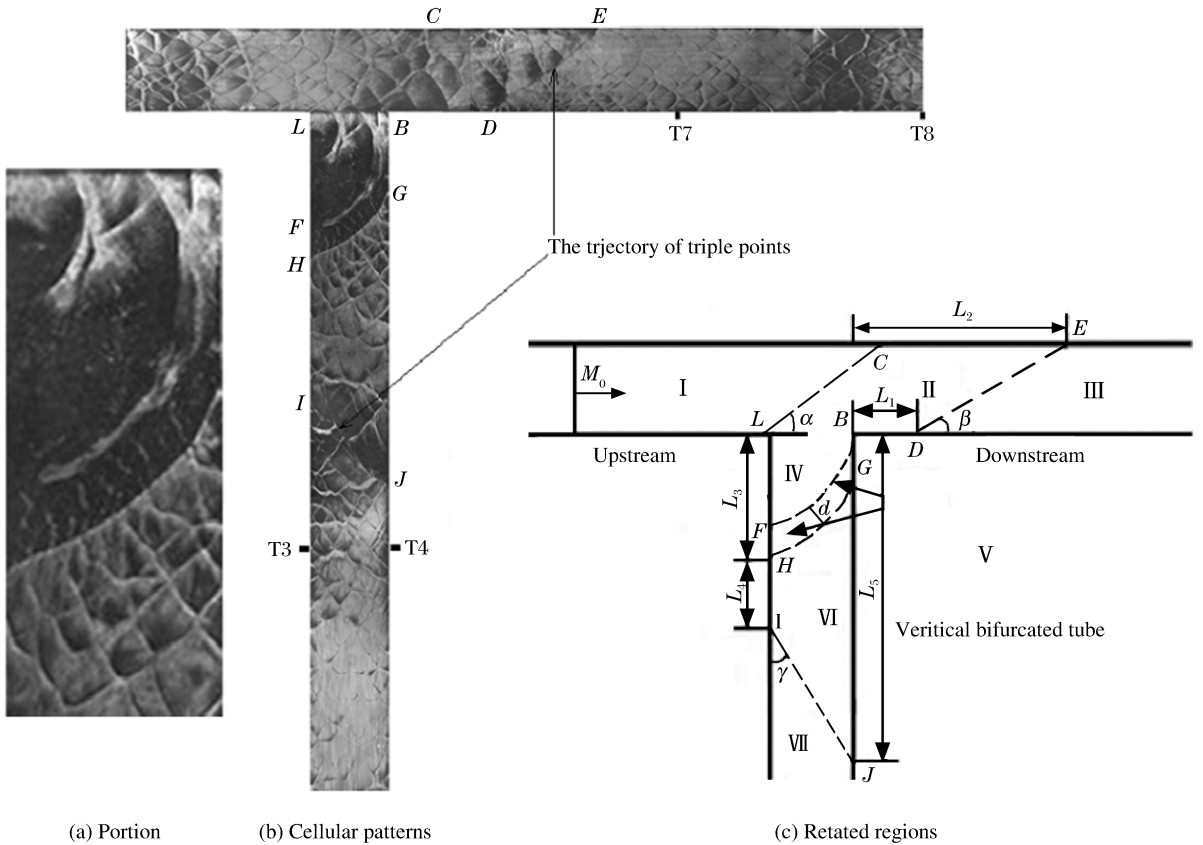 C
E
L
B
D
T7
T8
G
F
H
The trjectory of triple points
I
J
T3
T4
L₂
E
C
M₀
Ⅰ
Ⅱ
Ⅲ
L₁
L
α
B
β
D
Upstream
Downstream
Ⅳ
G
L₃
F
d
H
Ⅴ
L₄
L₅
Ⅵ
I
Veritical bifurcated tube
γ
Ⅶ
J
(a) Portion
(b) Cellular patterns
(c) Retated regions